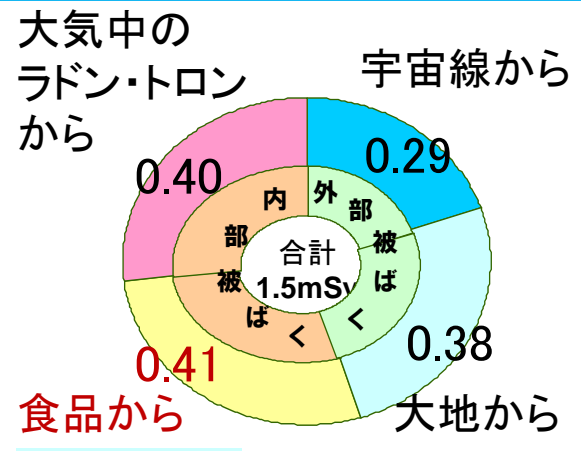 大気中の
ラドン・トロン
から
宇宙線から
0.40
0.29
内部被ばく
外部被ばく
合計
1.5mSv
0.41
食品から
0.38
大地から